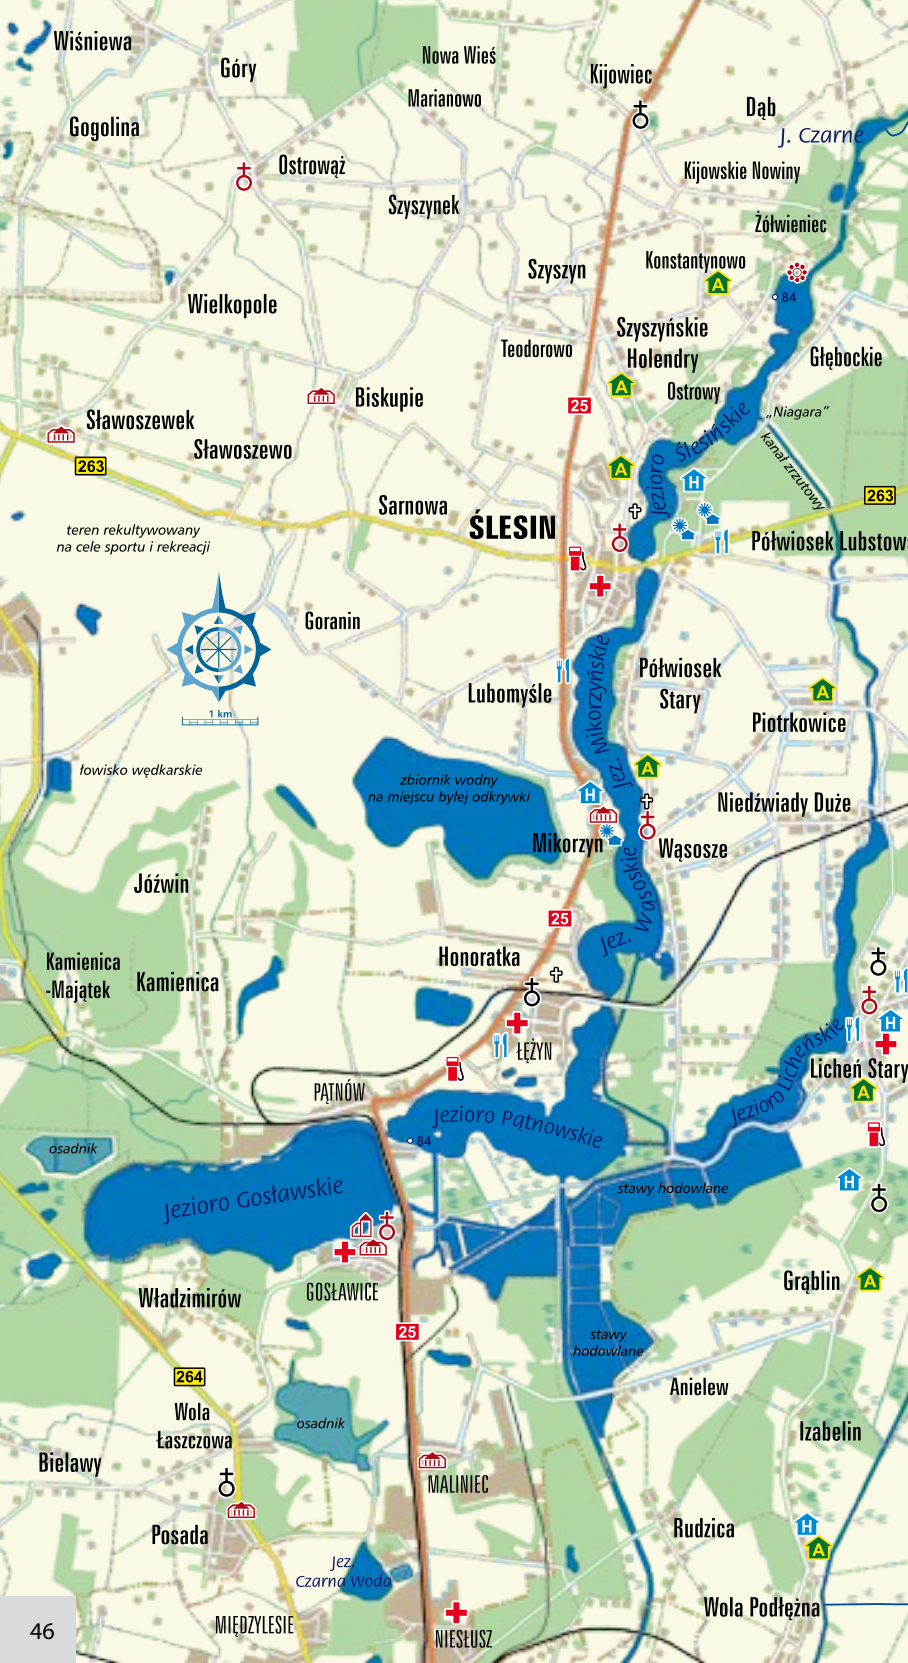 Wiśniewa
Góry
Nowa Wieś
Kijowiec
Marianowo
Dąb
Gogolina
J. Czarne
Ostrowąż
Kijowskie Nowiny
Szyszynek
Żółwieniec
Konstantynowo
Szyszyn
A
84
Wielkopole
Szyszyńskie
Holendry
Teodorowo
Głębockie
A
Ostrowy
Biskupie
25
„Niagara”
Sławoszewek
Jezioro Ślesińskie
kanał zrzutowy
Sławoszewo
263
A
H
263
Sarnowa
ŚLESIN
teren rekultywowany
na cele sportu i rekreacji
Półwiosek Lubstows
Goranin
Jez. Mikorzyńskie
Półwiosek
Stary
Lubomyśle
A
Piotrkowice
1 km
łowisko wędkarskie
zbiornik wodny
na miejscu byłej odkrywki
A
H
Niedźwiady Duże
Mikorzyn
Wąsosze
Jóźwin
Jez. Wąsoskie
25
Honoratka
Kamienica
-Majątek
Kamienica
H
ŁĘŻYN
Jezioro Licheńskie
Licheń Stary
PĄTNÓW
A
Jezioro Pątnowskie
84
osadnik
H
Jezioro Gosławskie
stawy hodowlane
Grąblin
A
GOSŁAWICE
Władzimirów
25
stawy
hodowlane
264
Anielew
Wola
Łaszczowa
osadnik
Izabelin
Bielawy
MALINIEC
Posada
Rudzica
H
A
Jez.
Czarna Woda
Wola Podłężna
MIĘDZYLESIE
NIESŁUSZ
46